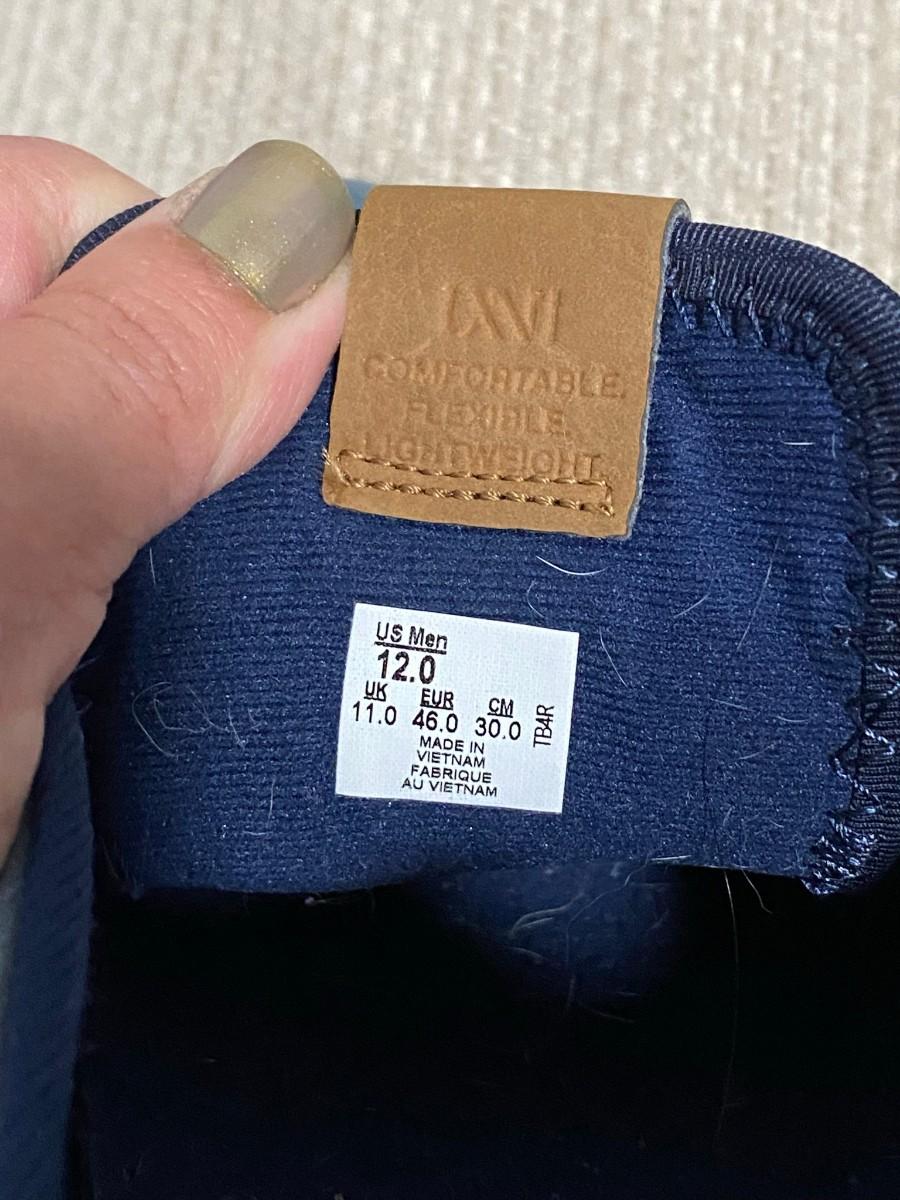 COMFORTABLE.
FLEXIBLE.
LIGHTWEIGHT.
US Men
12.0
UK EUR CM
11.0 46.0 30.0
TB4R
MADE IN
VIETNAM
FABRIQUE
AU VIETNAM